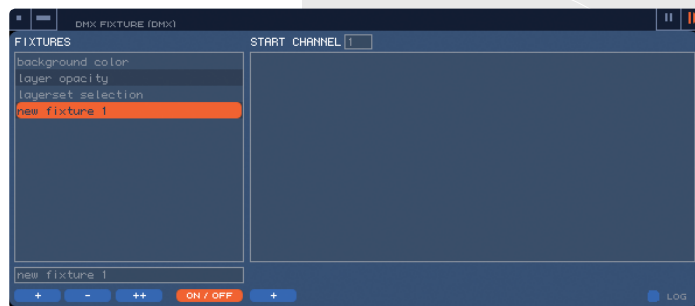 DMX FIXTURE (DMX)
FIXTURES
START CHANNEL 1
background color
layer opacity
layerset selection
new fixture 1
new fixture 1
+ - ++ ON / OFF +
LOG